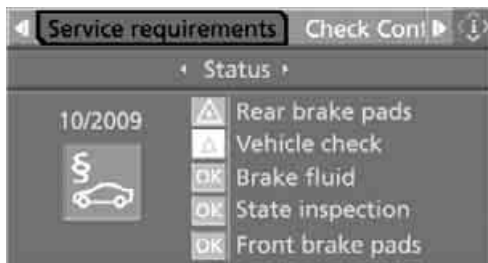 Service requirements Check Cont
Status
10/2009
Rear brake pads
Vehicle check
OK Brake fluid
§
OK State inspection
OK Front brake pads